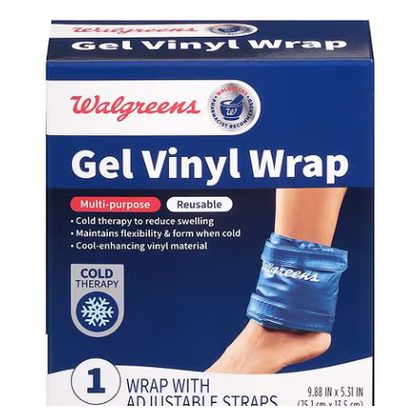 Gel Vinyl Wrap
Walgreens
WALGREENS
PHARMACIST RECOMMENDED
W
Gel Vinyl Wrap
Multi-purpose Reusable
• Cold therapy to reduce swelling
• Maintains flexibility & form when cold
• Cool-enhancing vinyl material
Walgreens
COLD
THERAPY
1 WRAP WITH
ADJUSTABLE STRAPS
9.88 IN x 5.31 IN
(25.1 cm x 13.5 cm)